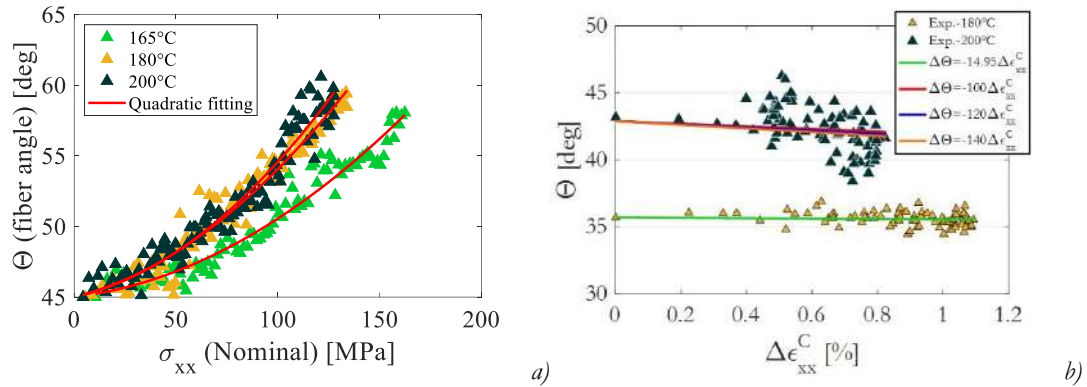 65
60
55
50
45
Θ (fiber angle) [deg]
165°C
180°C
200°C
Quadratic fitting
0 50 100 150 200
σxx (Nominal) [MPa]
a)
50
45
40
35
30
Θ [deg]
Exp.-180°C
Exp.-200°C
ΔΘ=-14.95Δϵ^C_xx
ΔΘ=-100Δϵ^C_xx
ΔΘ=-120Δϵ^C_xx
ΔΘ=-140Δϵ^C_xx
0 0.2 0.4 0.6 0.8 1 1.2
Δϵ^C_xx [%]
b)